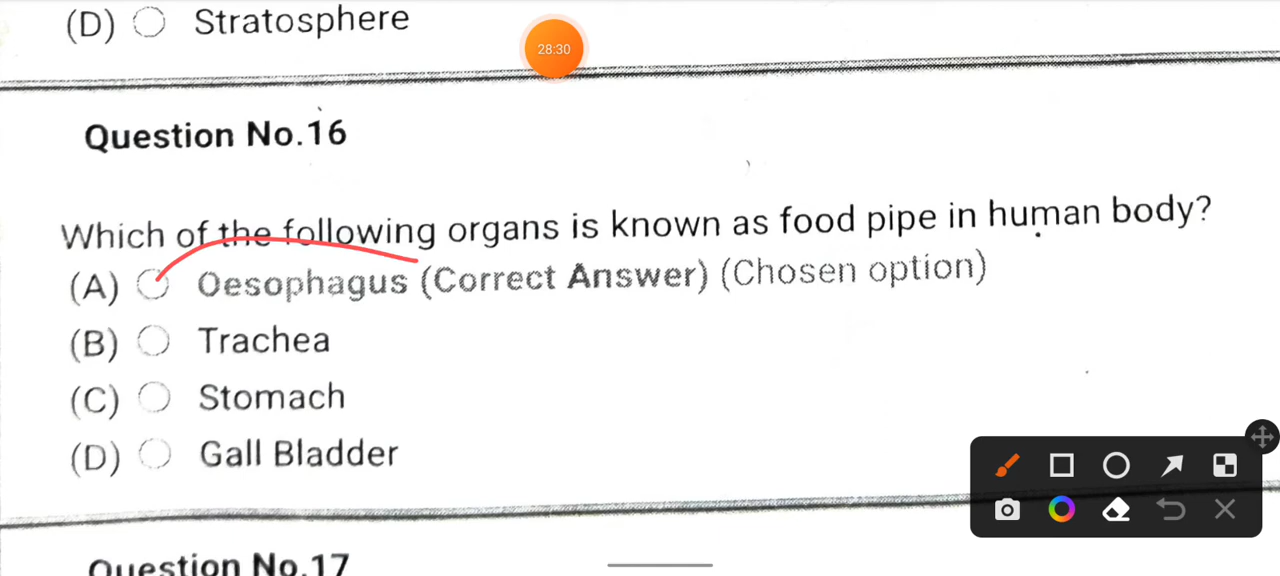 (D) Stratosphere
28:30
Question No.16
Which of the following organs is known as food pipe in human body?
(A) Oesophagus (Correct Answer) (Chosen option)
(B) Trachea
(C) Stomach
(D) Gall Bladder
Question No.17